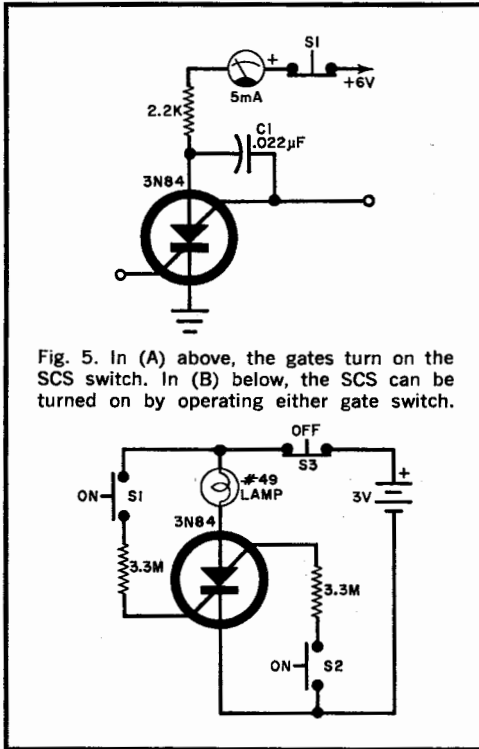 S1
+
+6V
5mA
2.2K
C1
.022µF
3N84
Fig. 5. In (A) above, the gates turn on the
SCS switch. In (B) below, the SCS can be
turned on by operating either gate switch.
OFF
S3
+
ON S1
#49
LAMP
3V
3N84
3.3M
3.3M
ON S2